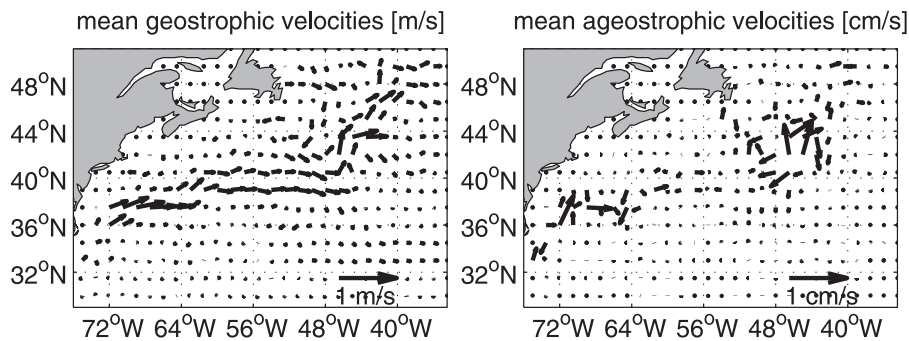 mean geostrophic velocities [m/s]
48°N
44°N
40°N
36°N
32°N
1 m/s
72°W 64°W 56°W 48°W 40°W
mean ageostrophic velocities [cm/s]
48°N
44°N
40°N
36°N
32°N
1 cm/s
72°W 64°W 56°W 48°W 40°W